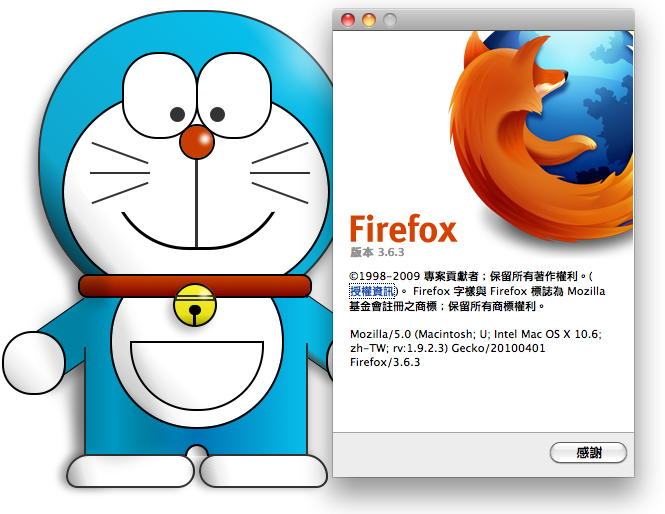 Firefox
版本 3.6.3
©1998-2009 專案貢獻者；保留所有著作權利。(
授權資訊)。 Firefox 字樣與 Firefox 標誌為 Mozilla
基金會註冊之商標；保留所有商標權利。
Mozilla/5.0 (Macintosh; U; Intel Mac OS X 10.6;
zh-TW; rv:1.9.2.3) Gecko/20100401
Firefox/3.6.3
感謝